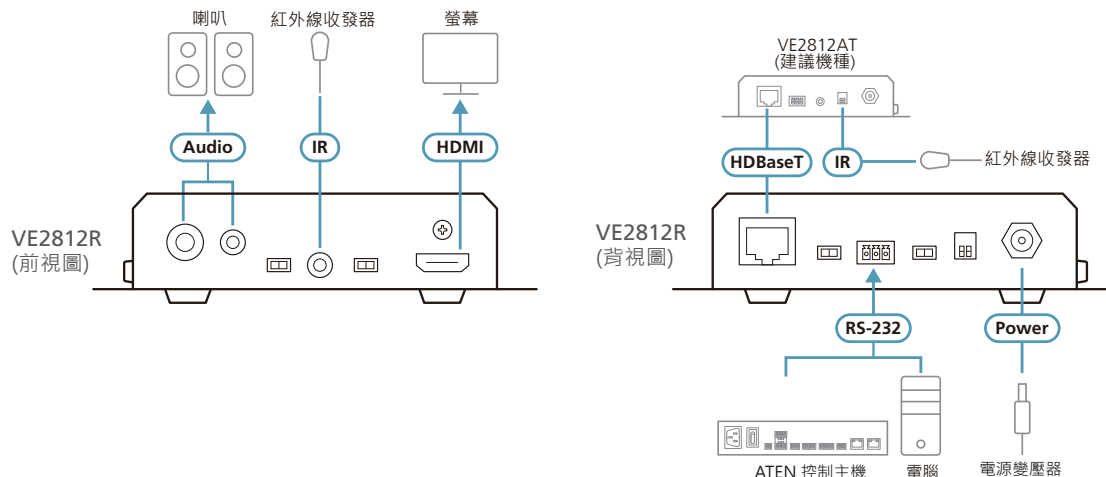 喇叭
紅外線收發器
螢幕
Audio
IR
HDMI
VE2812R
(前視圖)
VE2812AT
(建議機種)
HDBaseT
IR
紅外線收發器
VE2812R
(背視圖)
RS-232
Power
ATEN 控制主機
電腦
電源變壓器